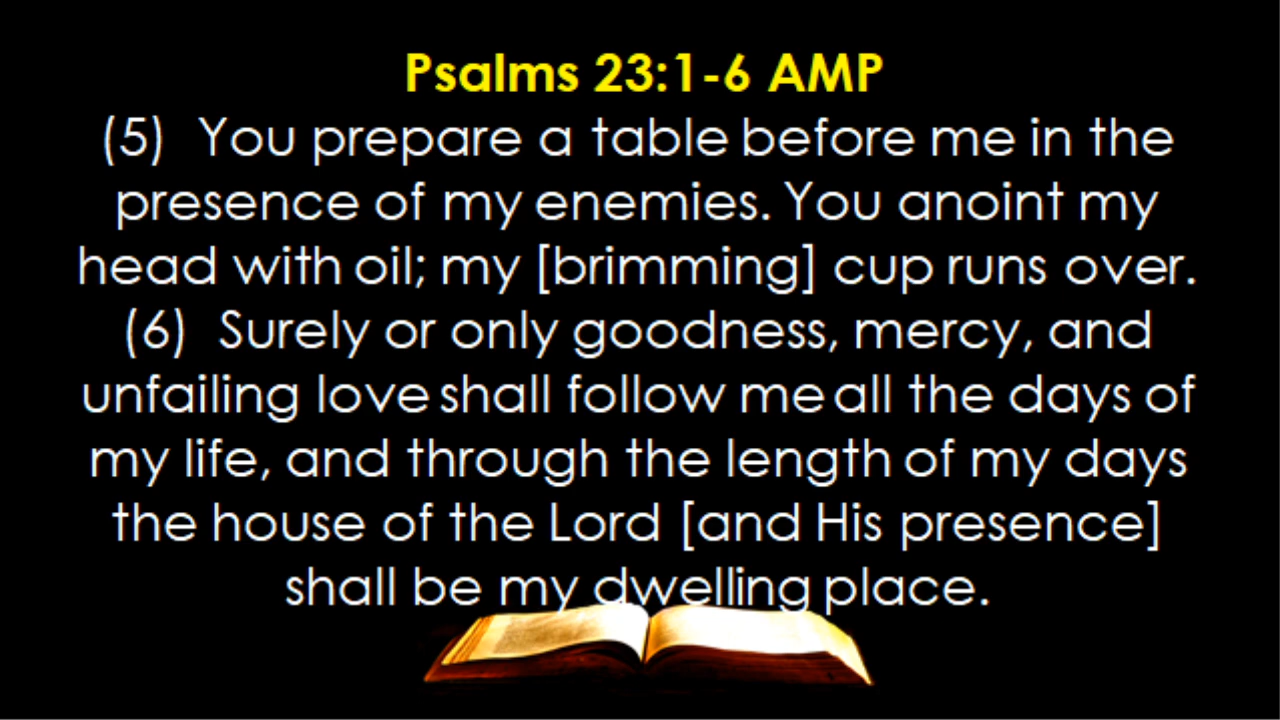 Psalms 23:1-6 AMP
(5) You prepare a table before me in the
presence of my enemies. You anoint my
head with oil; my [brimming] cup runs over.
(6) Surely or only goodness, mercy, and
unfailing love shall follow me all the days of
my life, and through the length of my days
the house of the Lord [and His presence]
shall be my dwelling place.